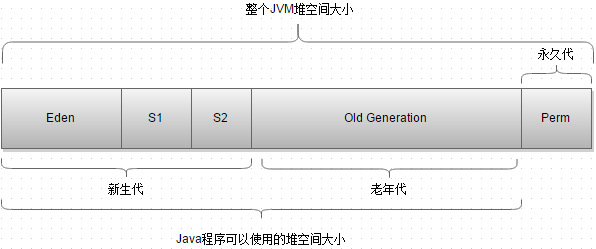 整个JVM堆空间大小
永久代
Eden
S1
S2
Old Generation
Perm
新生代
老年代
Java程序可以使用的堆空间大小